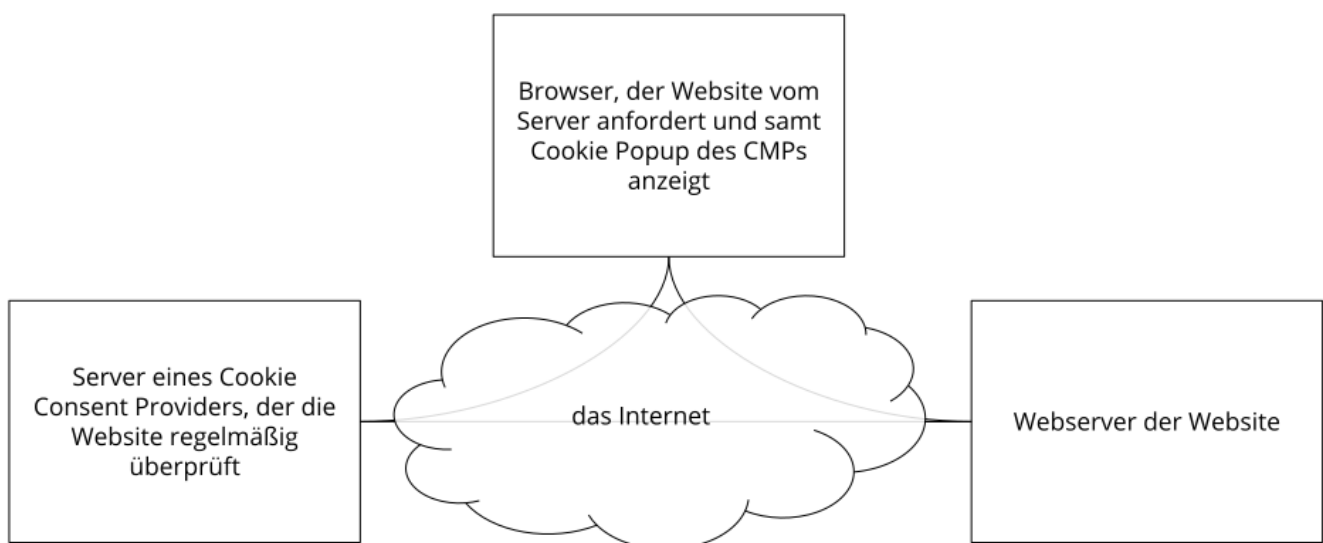 Browser, der Website vom
Server anfordert und samt
Cookie Popup des CMPs
anzeigt
Server eines Cookie
Consent Providers, der die
Website regelmäßig
überprüft
das Internet
Webserver der Website